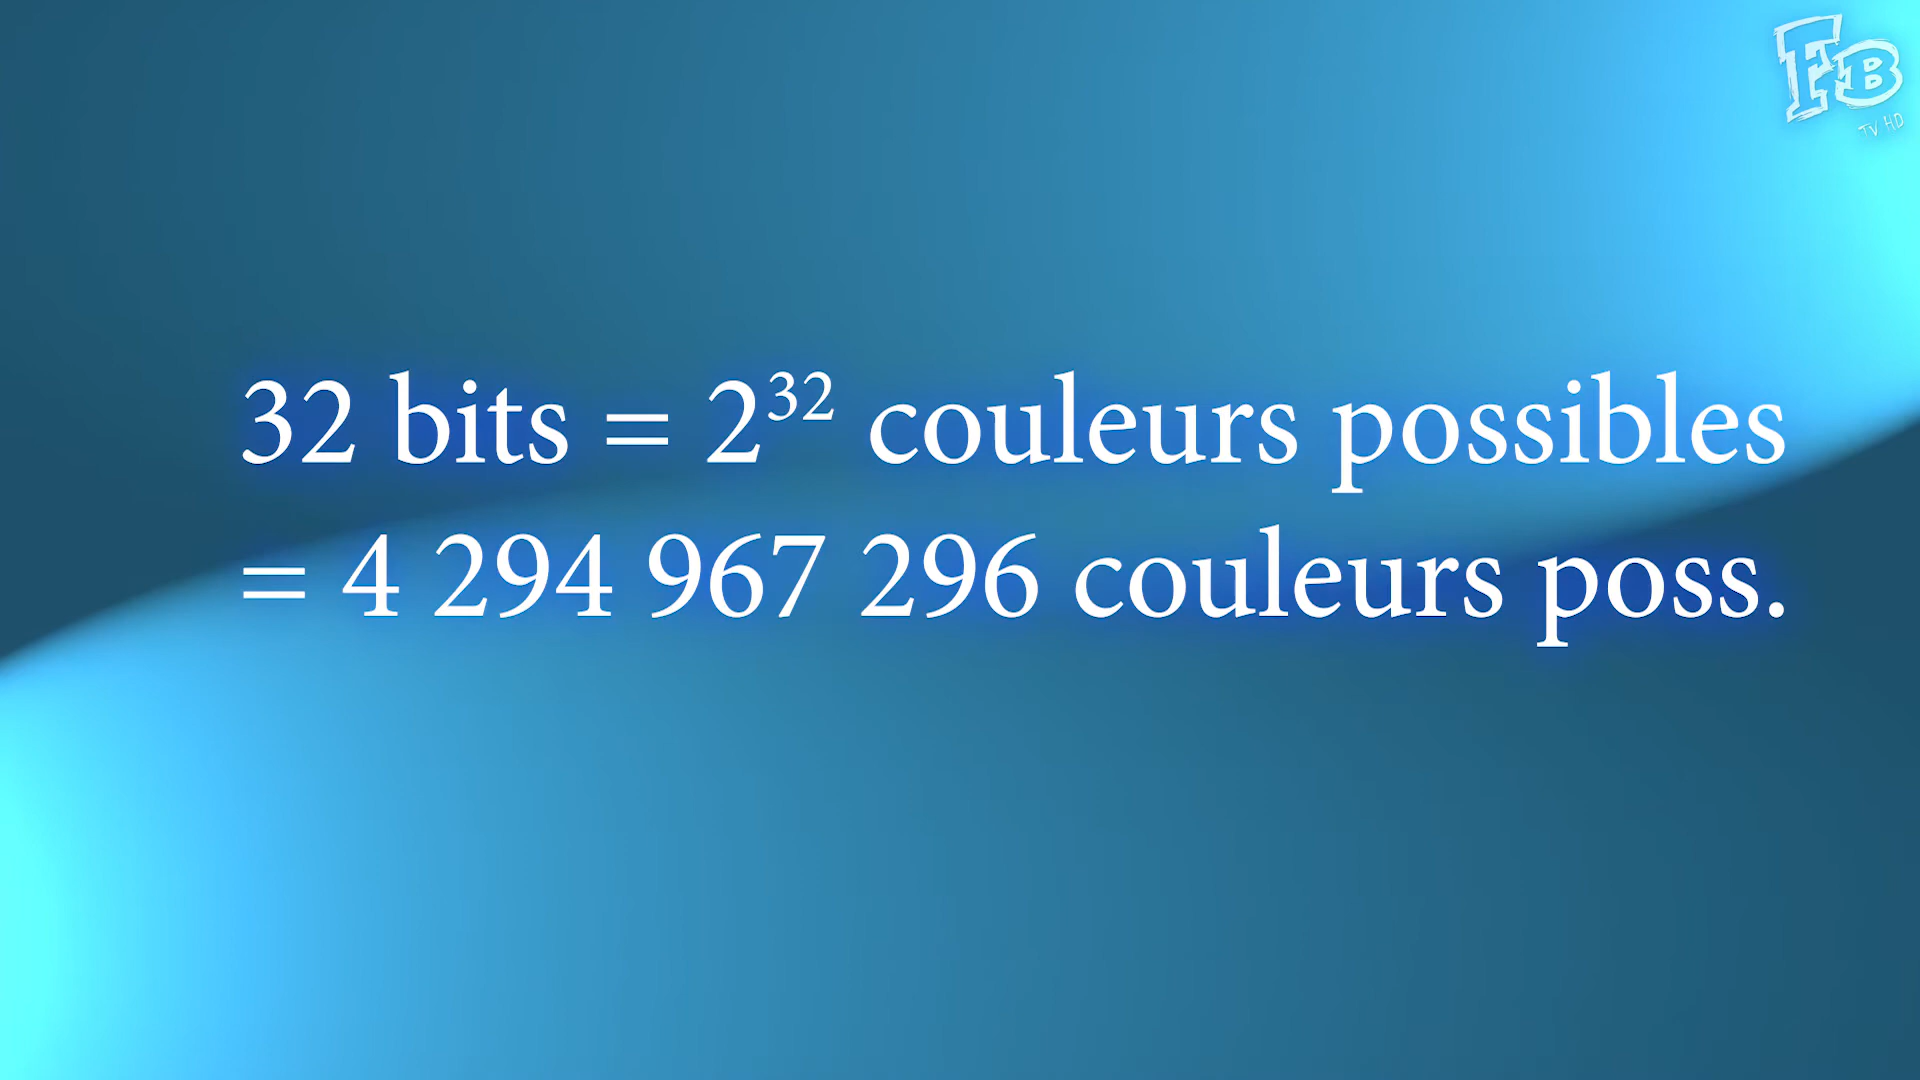 FB
TV HD
32 bits = 2³² couleurs possibles
= 4 294 967 296 couleurs poss.